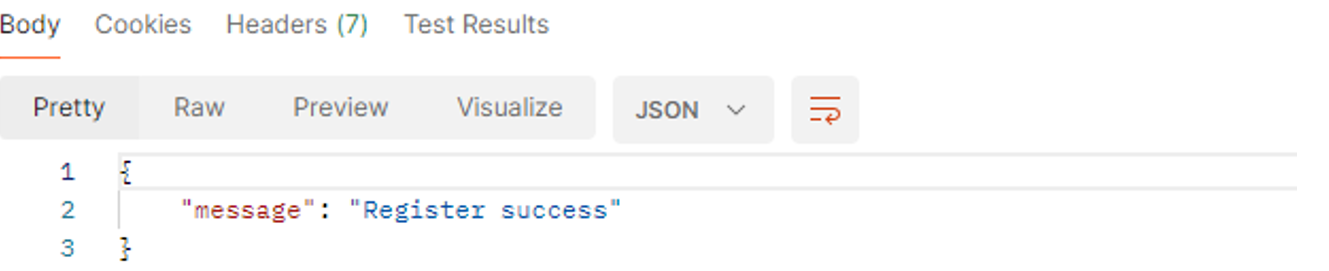 Body Cookies Headers (7) Test Results
Pretty Raw Preview Visualize JSON
1 {
2 "message": "Register success"
3 }